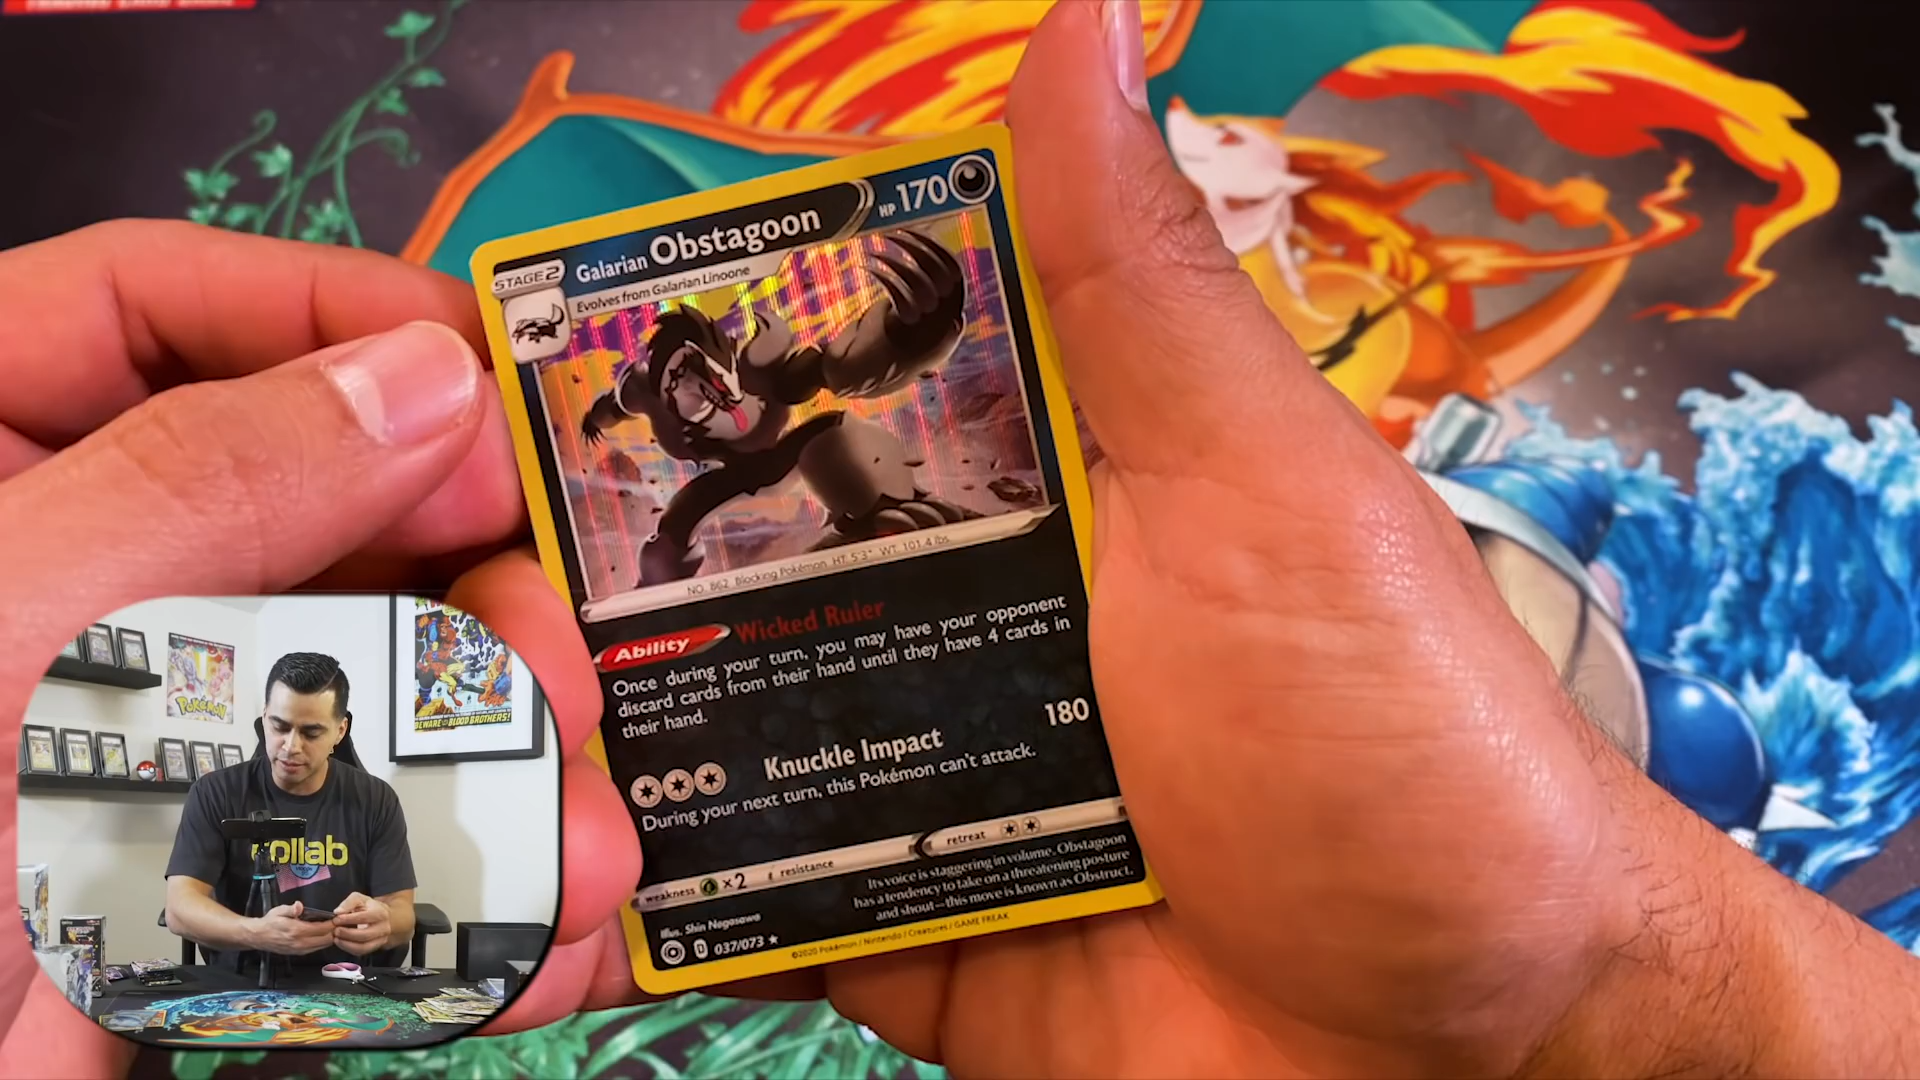 STAGE2
Galarian Obstagoon
HP 170
Evolves from Galarian Linoone
NO. 862 Blocking Pokémon HT: 5'3" WT: 101.4 lbs.
Ability Wicked Ruler
Once during your turn, you may have your opponent
discard cards from their hand until they have 4 cards in
their hand.
Knuckle Impact 180
During your next turn, this Pokémon can't attack.
weakness ×2 resistance retreat
Its voice is staggering in volume. Obstagoon
has a tendency to take on a threatening posture
and shout—this move is known as Obstruct.
Illus. Shin Nagasawa
D 037/073 ★
©2020 Pokémon / Nintendo / Creatures / GAME FREAK
POKéMON
BEWARE THE BLOOD BROTHERS!
collab